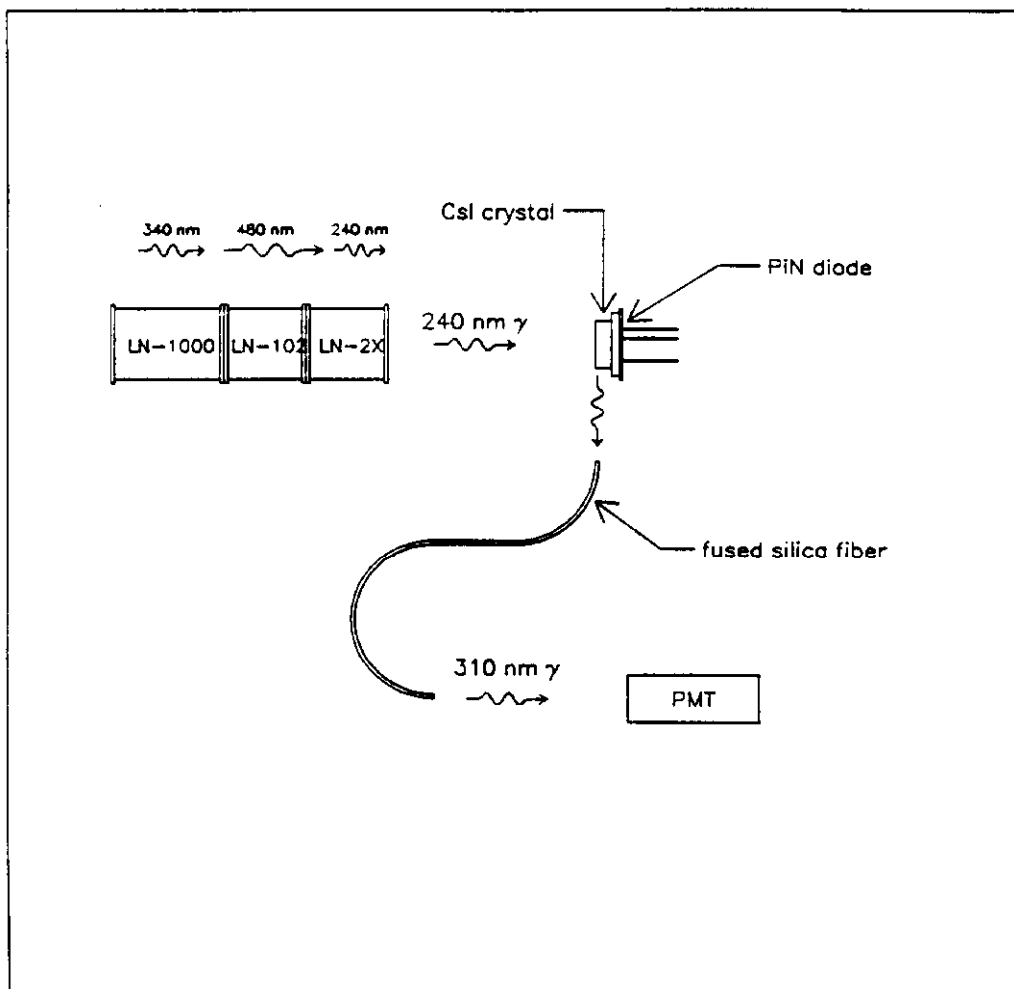 340 nm 480 nm 240 nm
CsI crystal
PiN diode
LN-1000 LN-102 LN-2X
240 nm γ
fused silica fiber
310 nm γ
PMT